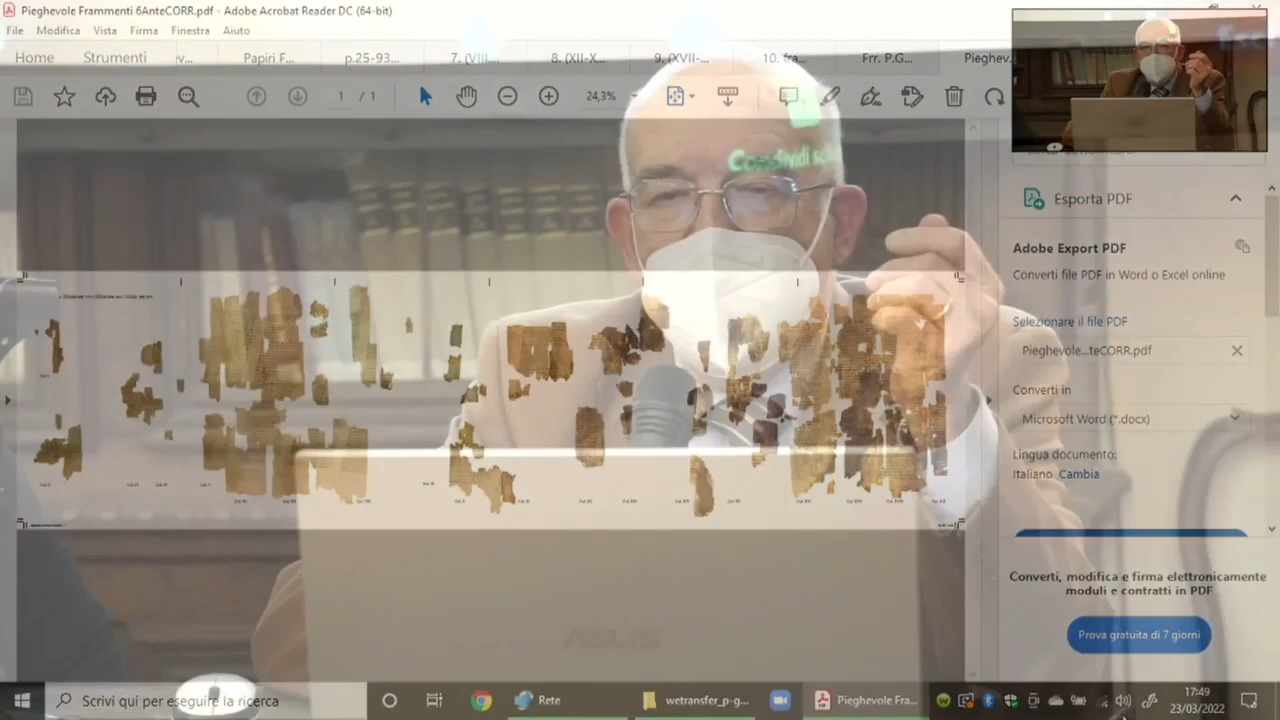 Pieghevole Frammenti 6AnteCORR.pdf - Adobe Acrobat Reader DC (64-bit)
File Modifica Vista Firma Finestra Aiuto
Home Strumenti v... Papiri F... p.25-93... 7. (VIII... 8. (XII-X... 9. (XVII-... 10. fra... Frr. P.G... Pieghev...
1 / 1 24,3%
Condividi
Esporta PDF
Adobe Export PDF
Converti file PDF in Word o Excel online
Selezionare il file PDF
Pieghevole...teCORR.pdf
Converti in
Microsoft Word (*.docx)
Lingua documento:
Italiano Cambia
Converti, modifica e firma elettronicamente
moduli e contratti in PDF
Prova gratuita di 7 giorni
ASUS
Scrivi qui per eseguire la ricerca
Rete
wetransfer_p-g...
Pieghevole Fra...
17:49
23/03/2022